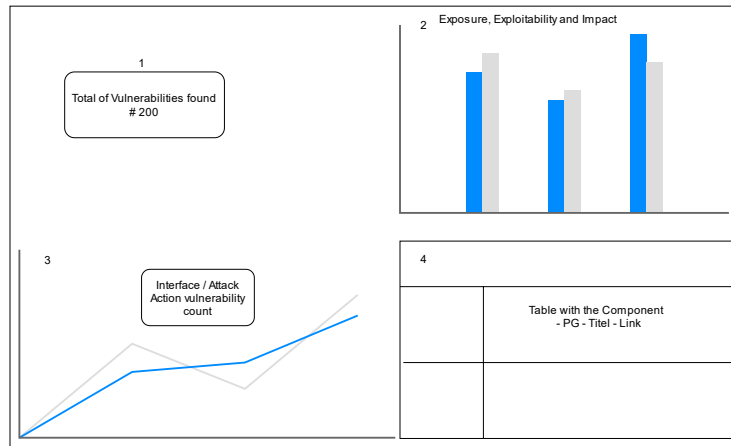 1
Total of Vulnerabilities found
# 200
2
Exposure, Exploitability and Impact
3
Interface / Attack
Action vulnerability
count
4
Table with the Component
- PG - Titel - Link